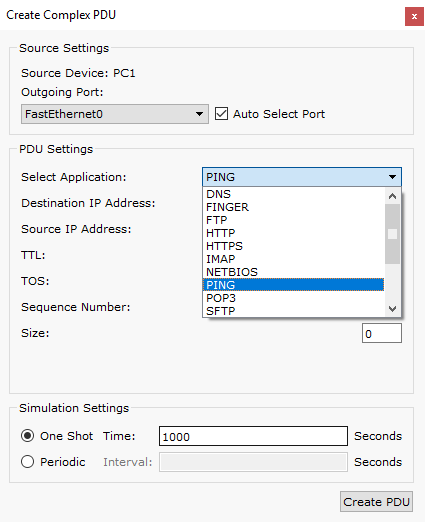 Create Complex PDU
x
Source Settings
Source Device: PC1
Outgoing Port:
FastEthernet0
Auto Select Port
PDU Settings
Select Application:
PING
Destination IP Address:
Source IP Address:
TTL:
TOS:
Sequence Number:
Size:
DNS
FINGER
FTP
HTTP
HTTPS
IMAP
NETBIOS
PING
POP3
SFTP
0
Simulation Settings
One Shot Time: 1000 Seconds
Periodic Interval: Seconds
Create PDU